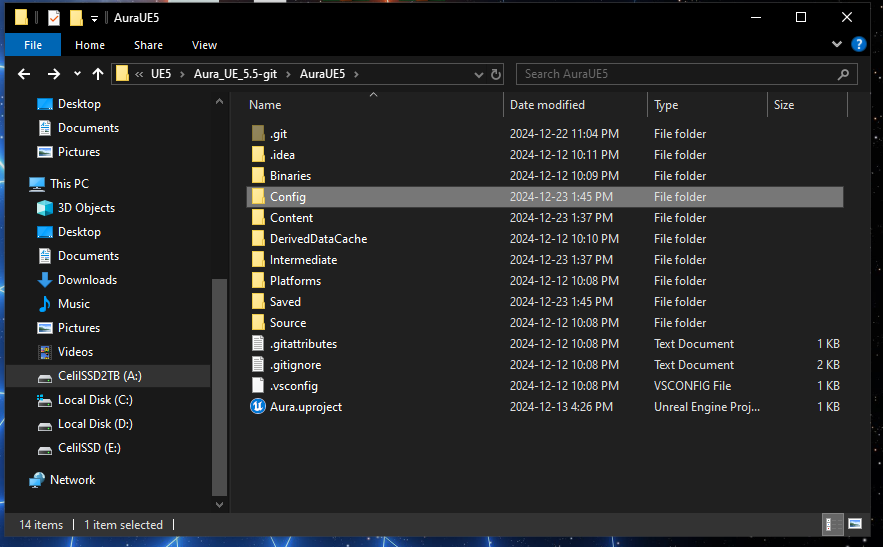 AuraUE5
File Home Share View
« UE5 > Aura_UE_5.5-git > AuraUE5 > Search AuraUE5
Name Date modified Type Size
Desktop
Documents
Pictures
This PC
3D Objects
Desktop
Documents
Downloads
Music
Pictures
Videos
CelilSSD2TB (A:)
Local Disk (C:)
Local Disk (D:)
CelilSSD (E:)
Network
.git 2024-12-22 11:04 PM File folder
.idea 2024-12-12 10:11 PM File folder
Binaries 2024-12-12 10:09 PM File folder
Config 2024-12-23 1:45 PM File folder
Content 2024-12-23 1:37 PM File folder
DerivedDataCache 2024-12-12 10:10 PM File folder
Intermediate 2024-12-23 1:37 PM File folder
Platforms 2024-12-12 10:08 PM File folder
Saved 2024-12-23 1:45 PM File folder
Source 2024-12-12 10:08 PM File folder
.gitattributes 2024-12-12 10:08 PM Text Document 1 KB
.gitignore 2024-12-12 10:08 PM Text Document 2 KB
.vsconfig 2024-12-12 10:08 PM VSCONFIG File 1 KB
Aura.uproject 2024-12-13 4:26 PM Unreal Engine Proj... 1 KB
14 items 1 item selected